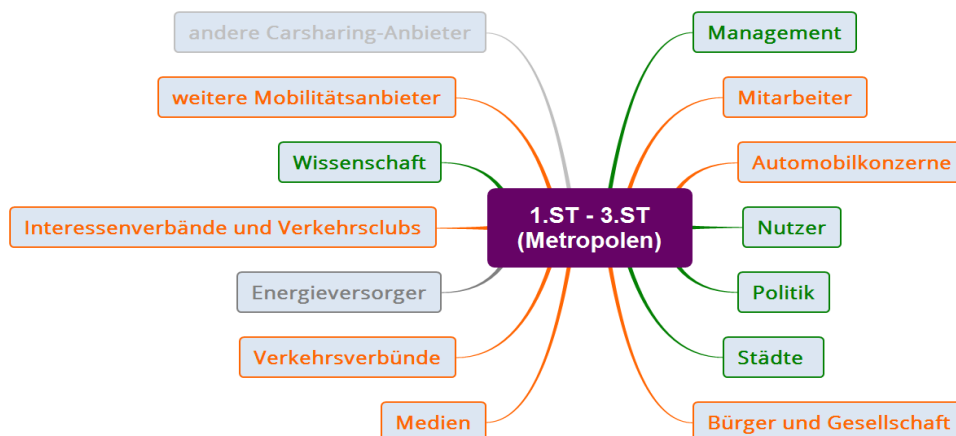 andere Carsharing-Anbieter
Management
weitere Mobilitätsanbieter
Mitarbeiter
Wissenschaft
Automobilkonzerne
1.ST - 3.ST
(Metropolen)
Interessenverbände und Verkehrsclubs
Nutzer
Energieversorger
Politik
Verkehrsverbünde
Städte
Medien
Bürger und Gesellschaft